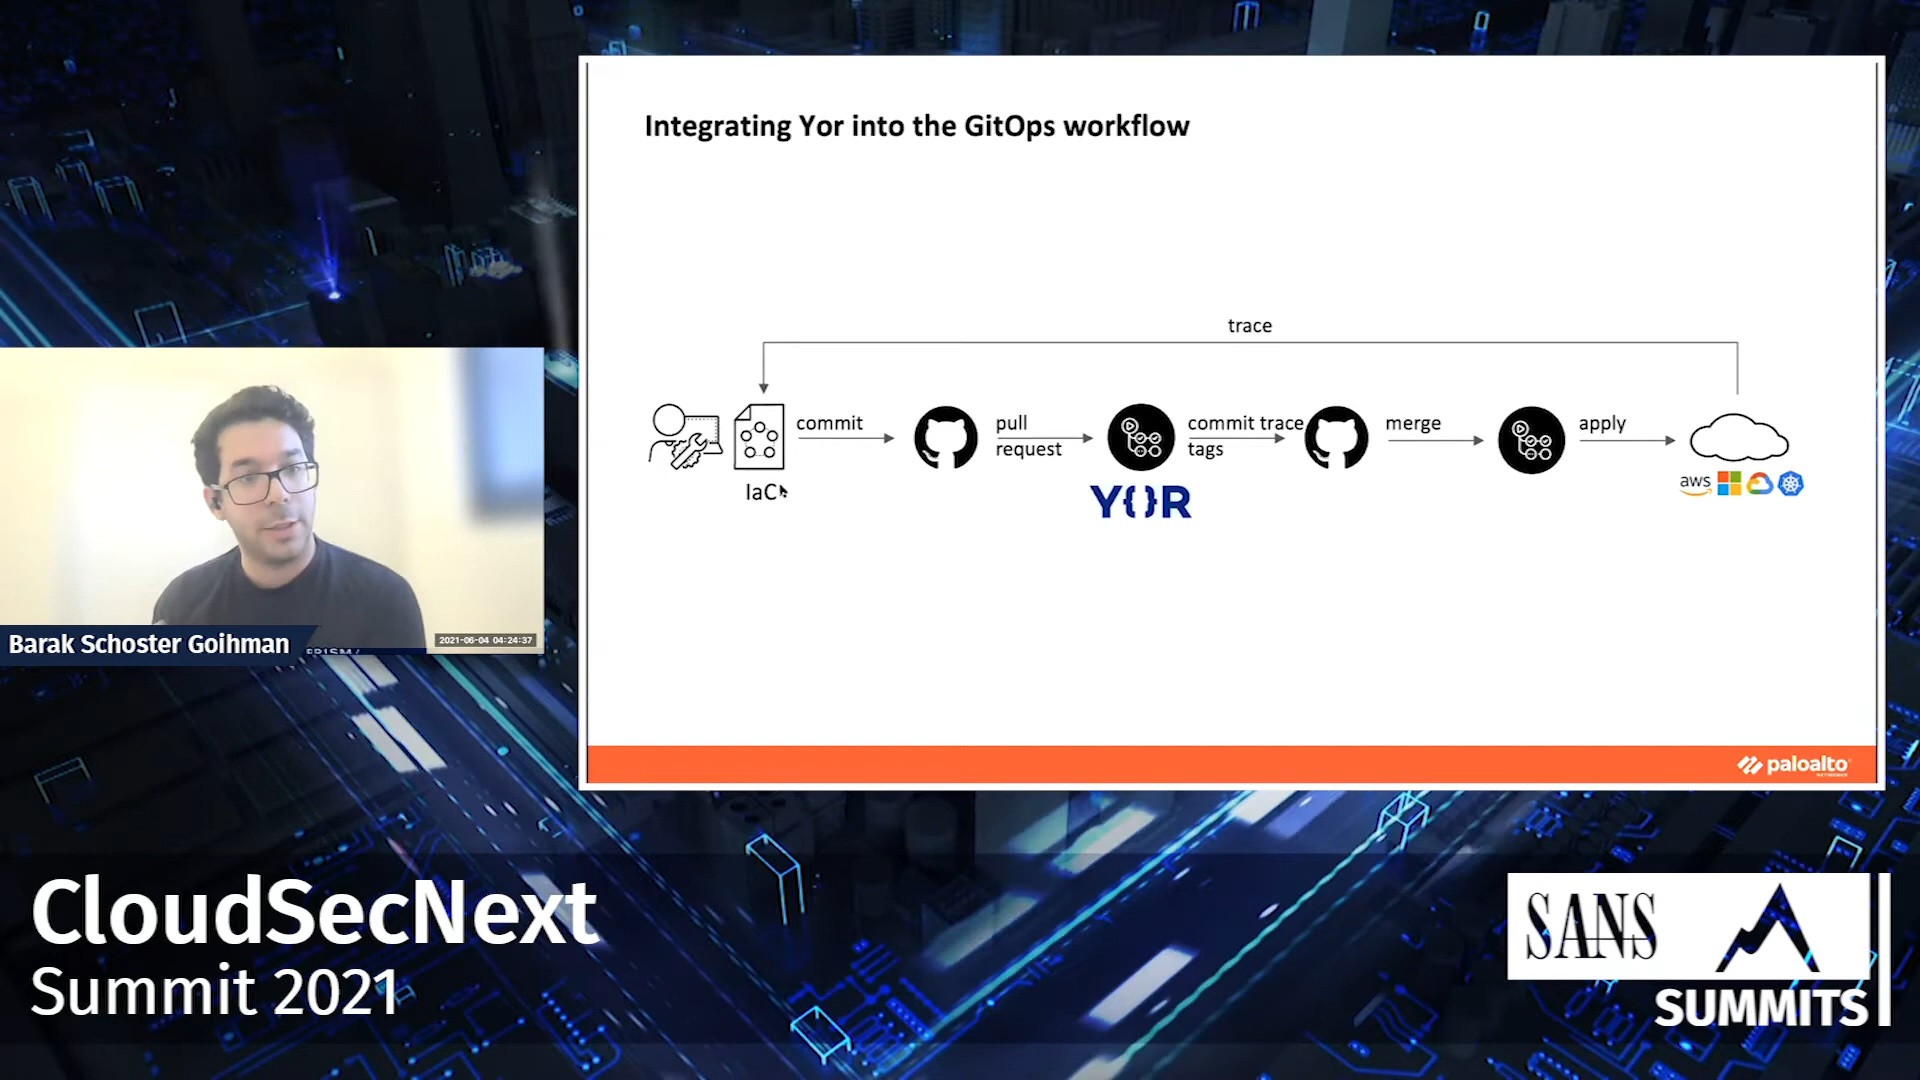 Integrating Yor into the GitOps workflow
trace
commit
pull
request
commit trace
tags
merge
apply
IaC
Y{}R
aws
paloalto
NETWORKS
Barak Schoster Goihman
2021-06-04 04:24:37
CloudSecNext
Summit 2021
SANS
SUMMITS